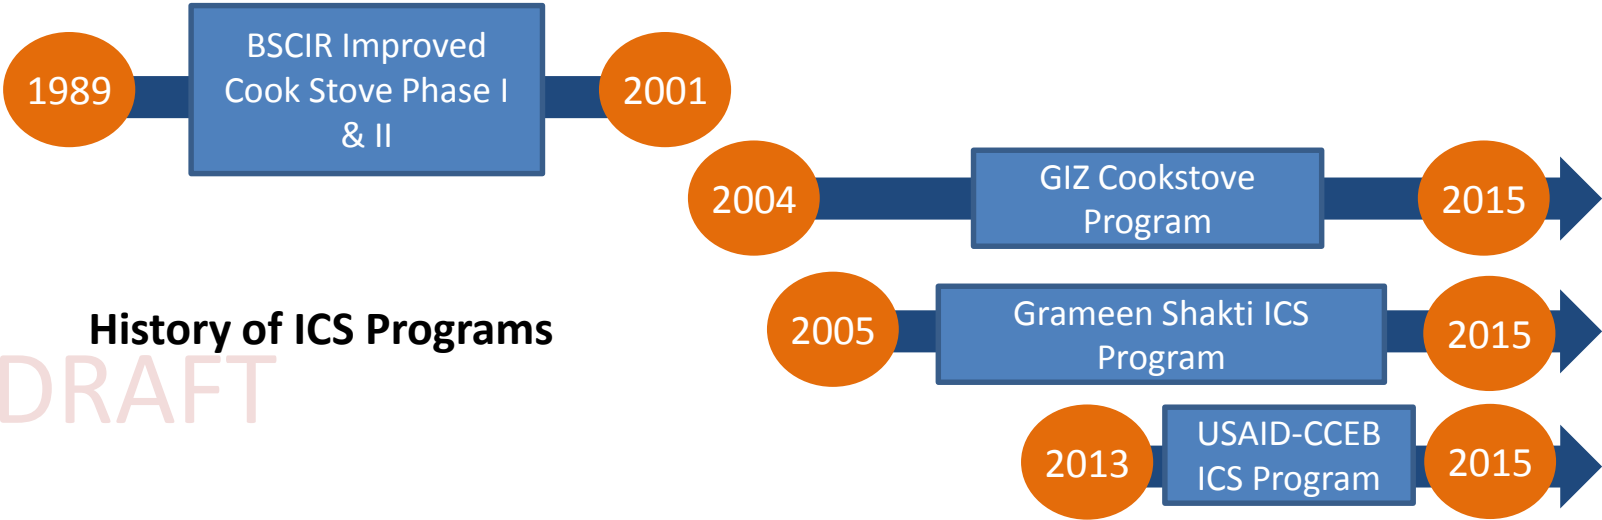 1989
BSCIR Improved
Cook Stove Phase I
& II
2001
2004
GIZ Cookstove
Program
2015
2005
Grameen Shakti ICS
Program
2015
History of ICS Programs
DRAFT
2013
USAID-CCEB
ICS Program
2015